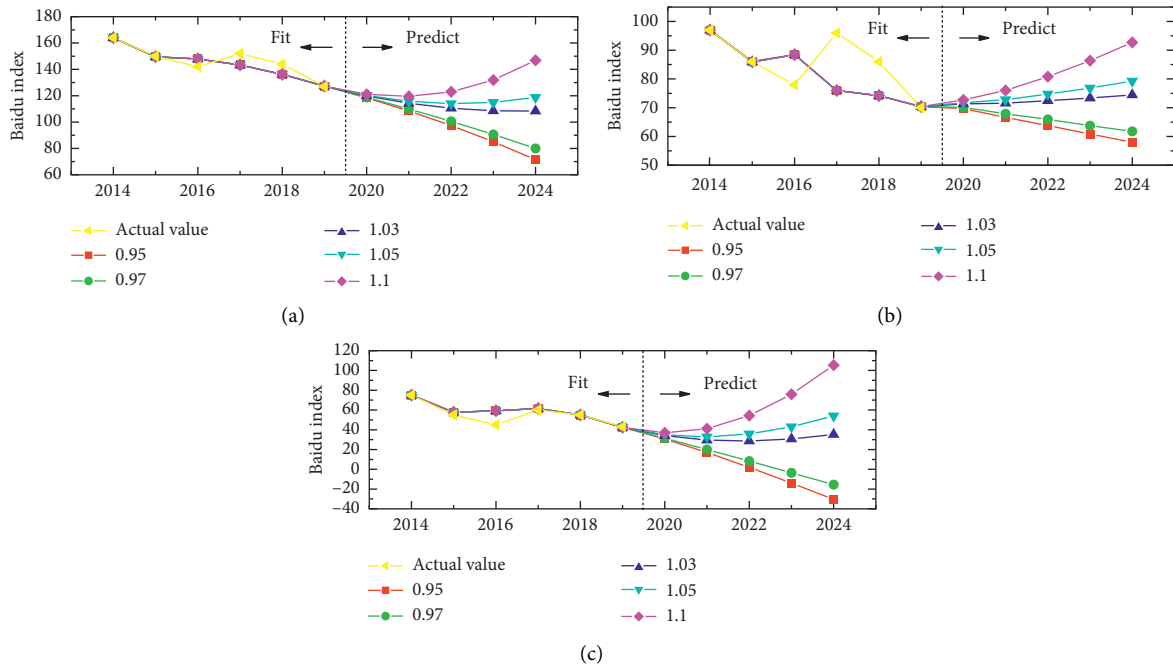 180
160
140
120
100
80
60
Baidu index
Fit
Predict
2014 2016 2018 2020 2022 2024
Actual value
0.95
0.97
1.03
1.05
1.1
(a)
100
90
80
70
60
50
Baidu index
Fit
Predict
2014 2016 2018 2020 2022 2024
Actual value
0.95
0.97
1.03
1.05
1.1
(b)
120
100
80
60
40
20
0
−20
−40
Baidu index
Fit
Predict
2014 2016 2018 2020 2022 2024
Actual value
0.95
0.97
1.03
1.05
1.1
(c)